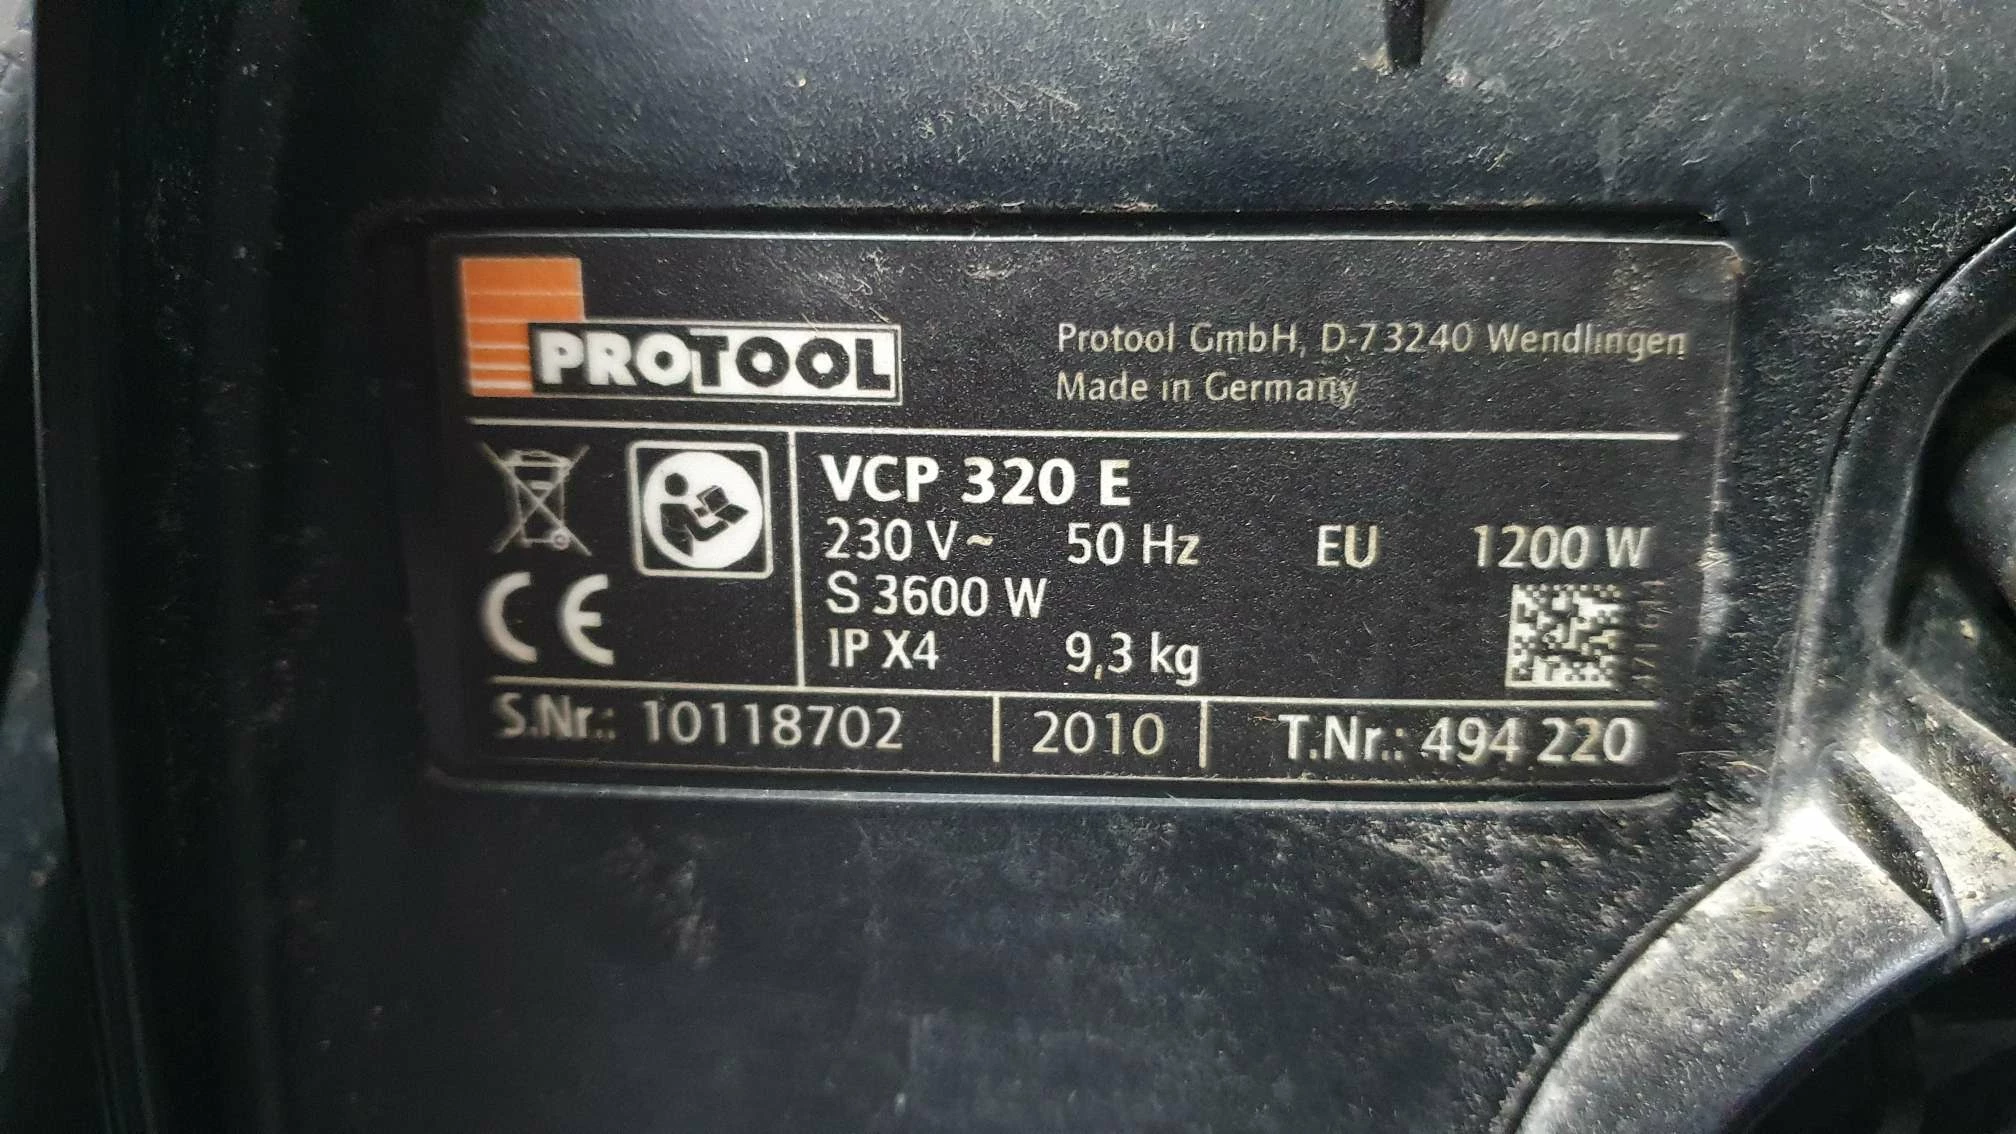 PROTOOL
Protool GmbH, D-73240 Wendlingen
Made in Germany
VCP 320 E
230 V~ 50 Hz EU 1200 W
S 3600 W
IP X4 9,3 kg
CE
S.Nr.: 10118702 | 2010 | T.Nr.: 494 220